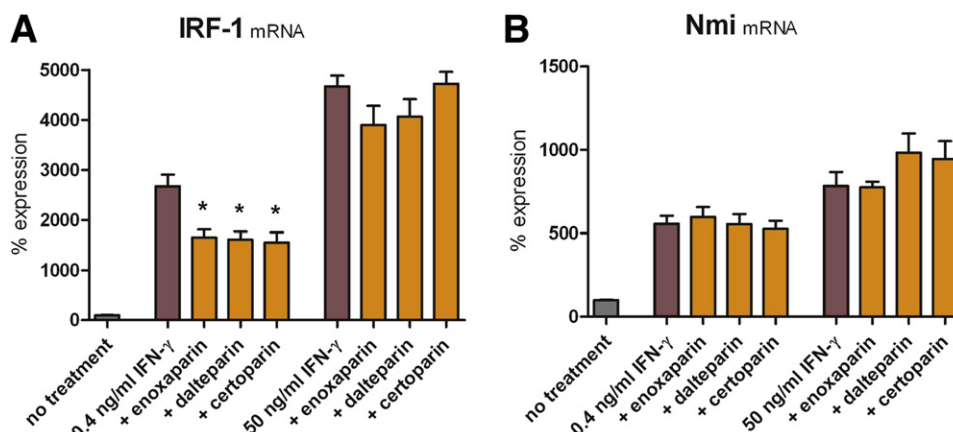 A
IRF-1 mRNA
% expression
5000
4000
3000
2000
1000
0
* * *
no treatment
0.4 ng/ml IFN-γ
+ enoxaparin
+ dalteparin
+ certoparin
50 ng/ml IFN-γ
+ enoxaparin
+ dalteparin
+ certoparin
B
Nmi mRNA
% expression
1500
1000
500
0
no treatment
0.4 ng/ml IFN-γ
+ enoxaparin
+ dalteparin
+ certoparin
50 ng/ml IFN-γ
+ enoxaparin
+ dalteparin
+ certoparin